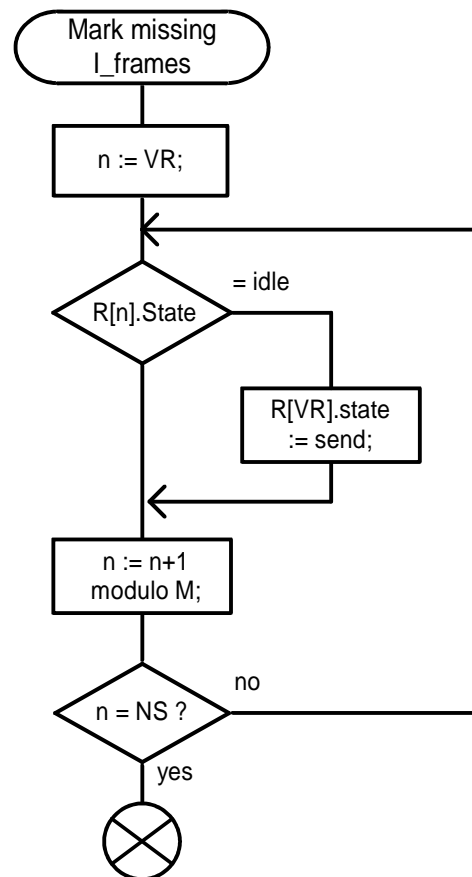 Mark missing
I_frames
n := VR;
R[n].State
= idle
R[VR].state
:= send;
n := n+1
modulo M;
n = NS ?
no
yes